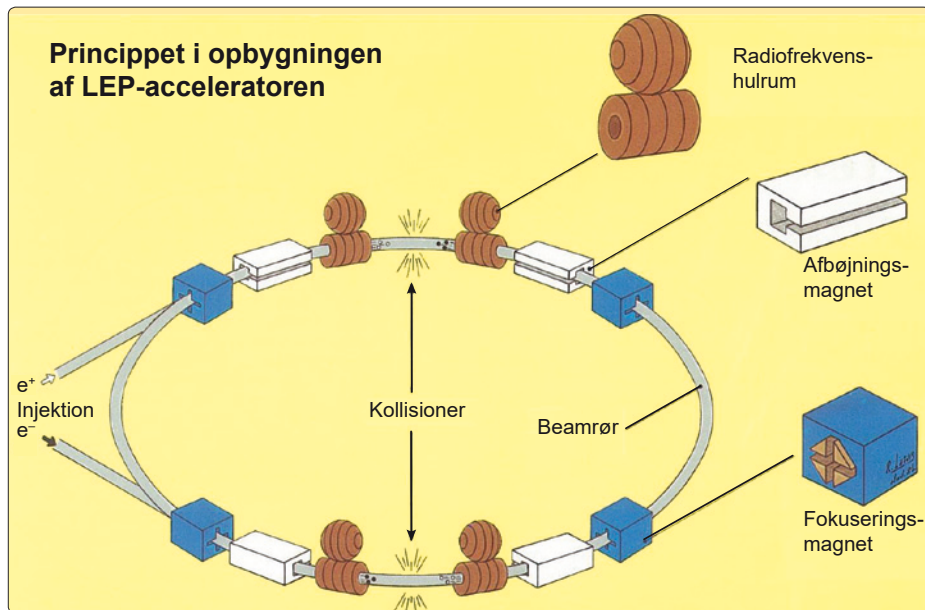 Princippet i opbygningen
af LEP-acceleratoren
Radiofrekvens-
hulrum
Afbøjnings-
magnet
e⁺
Injektion
e⁻
Kollisioner
Beamrør
Fokuserings-
magnet